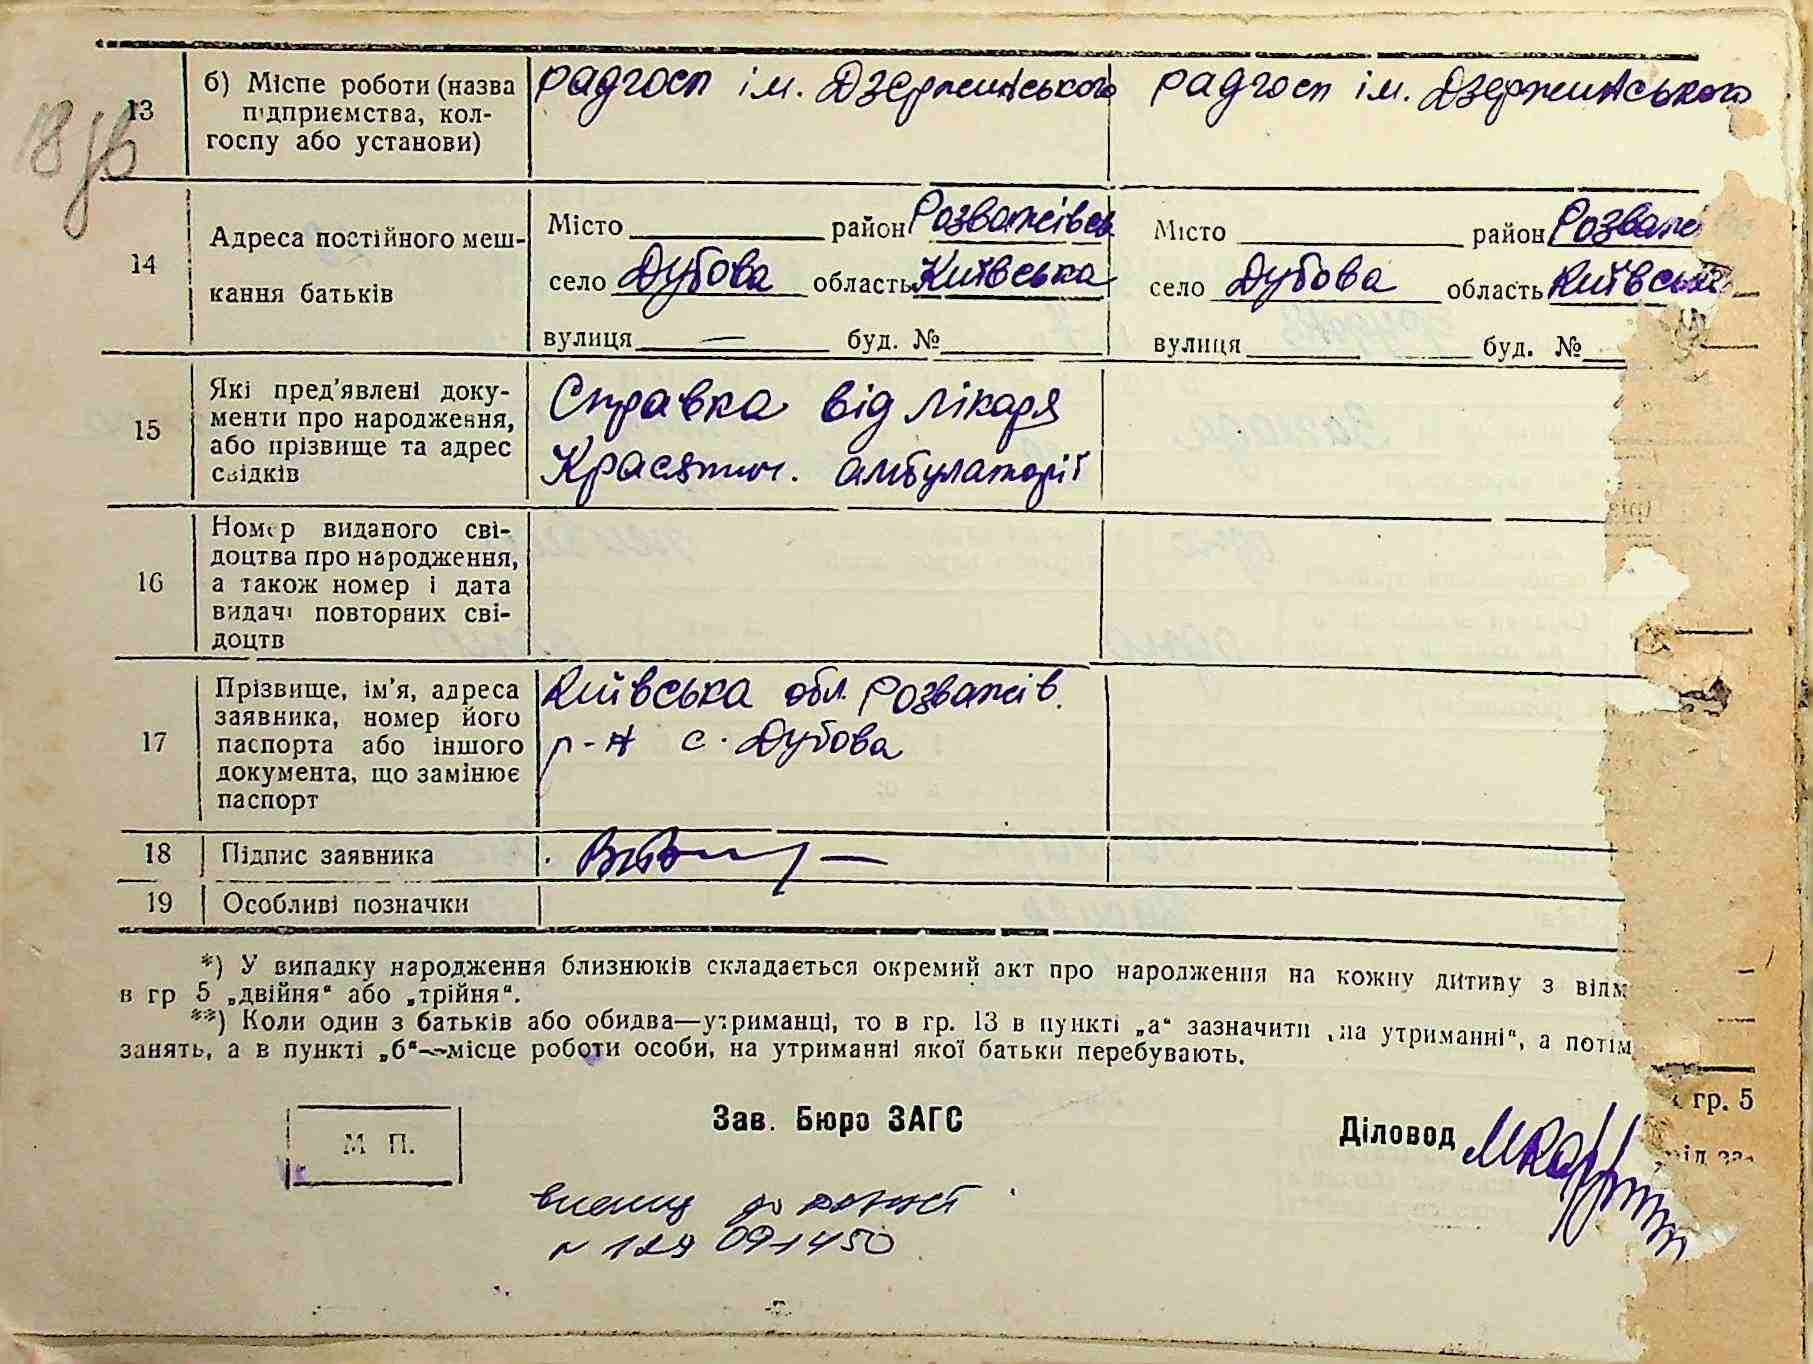 18 зв
13 б) Місце роботи (назва підприємства, колгоспу або установи) радгосп ім. Дзержинського радгосп ім. Дзержинського
14 Адреса постійного меш-
кання батьків
Місто район Розважівськ Місто район Розваж
село Дубова область Київська село Дубова область Київськ
вулиця — буд. № вулиця буд. №
15 Які пред'явлені доку-
менти про народження,
або прізвище та адрес
свідків
Справка від лікаря
Красятич. амбулаторії
16 Номер виданого сві-
доцтва про народження,
а також номер і дата
видачі повторних сві-
доцтв
17 Прізвище, ім'я, адреса
заявника, номер його
паспорта або іншого
документа, що замінює
паспорт
Київська обл. Розважів.
р-н с. Дубова
18 Підпис заявника
19 Особливі позначки
*) У випадку народження близнюків складається окремий акт про народження на кожну дитину з відм
в гр 5 „двійня“ або „трійня“.
**) Коли один з батьків або обидва—утриманці, то в гр. 13 в пункті „а“ зазначити „на утриманні“, а потім
занять, а в пункті „б“—місце роботи особи, на утриманні якої батьки перебувають.
гр. 5
Зав. Бюро ЗАГС
Діловод
М П.